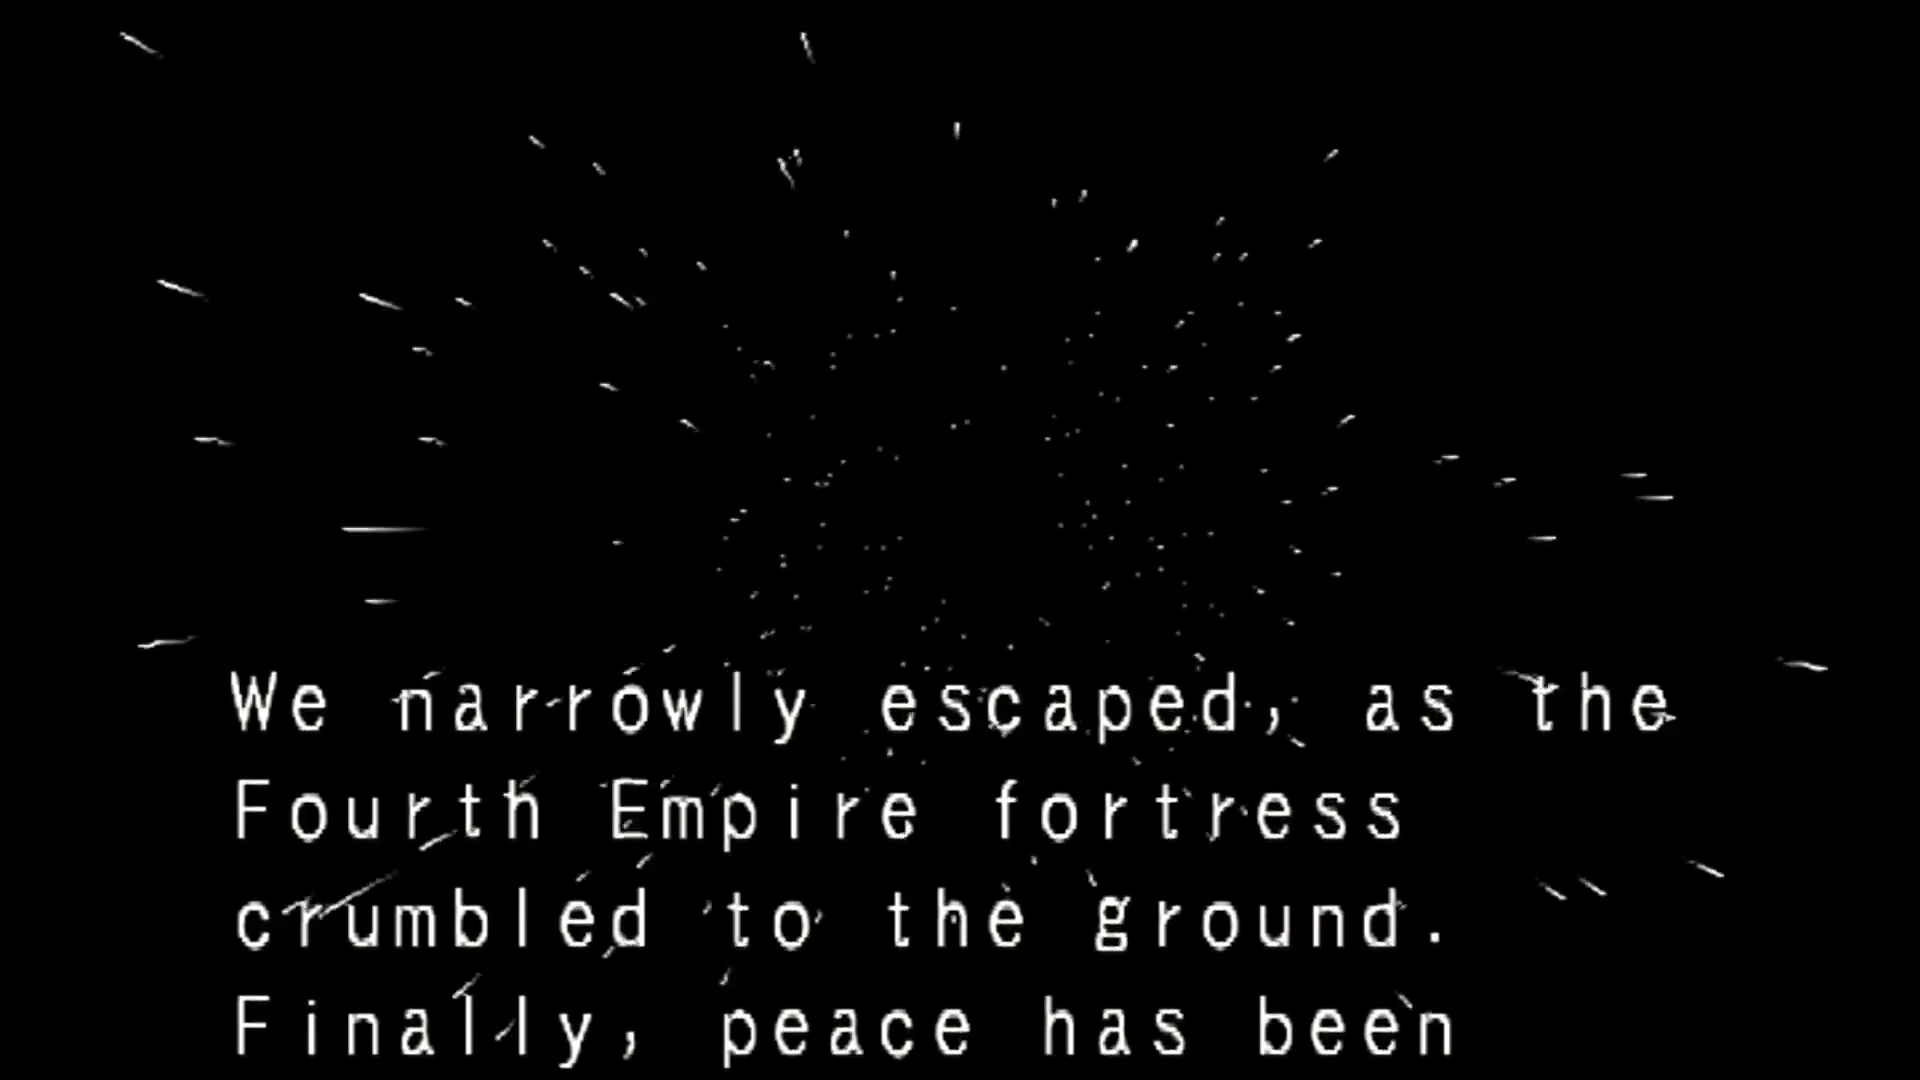 We narrowly escaped, as the
Fourth Empire fortress
crumbled to the ground.
Finally, peace has been